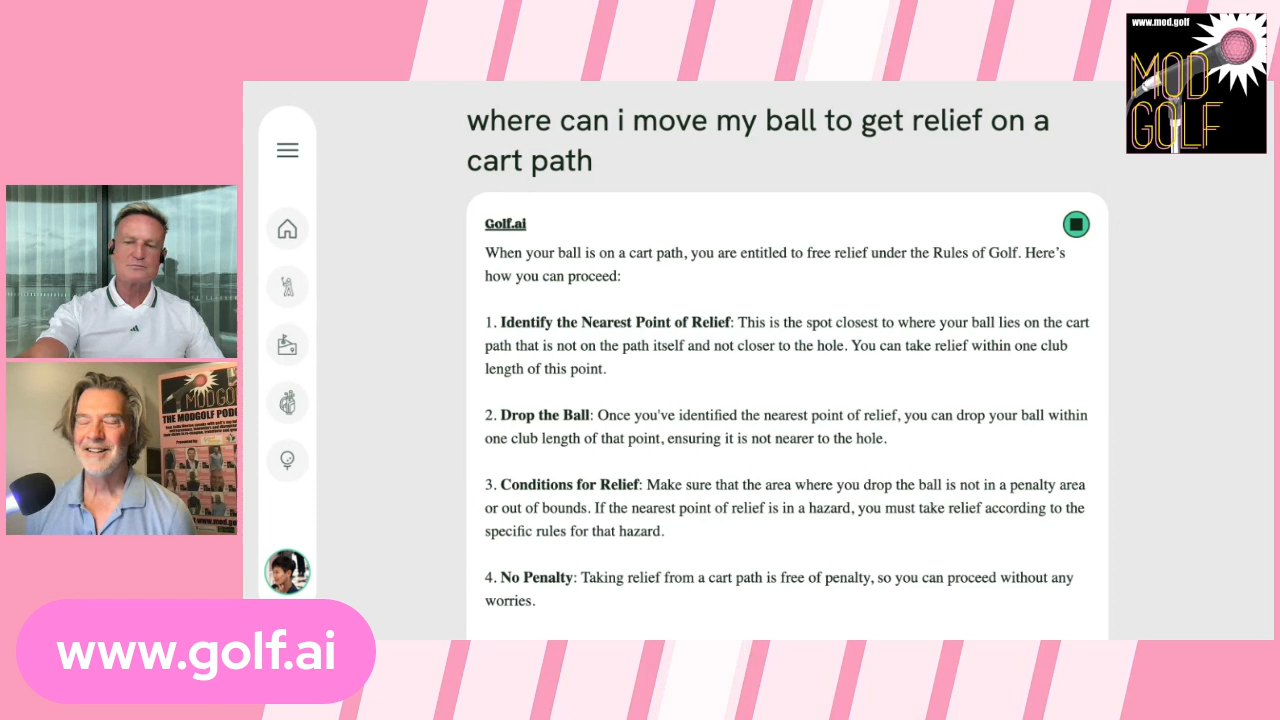 www.mod.golf
MOD
GOLF
where can i move my ball to get relief on a
cart path
Golf.ai
When your ball is on a cart path, you are entitled to free relief under the Rules of Golf. Here's
how you can proceed:
1. Identify the Nearest Point of Relief: This is the spot closest to where your ball lies on the cart
path that is not on the path itself and not closer to the hole. You can take relief within one club
length of this point.
2. Drop the Ball: Once you've identified the nearest point of relief, you can drop your ball within
one club length of that point, ensuring it is not nearer to the hole.
3. Conditions for Relief: Make sure that the area where you drop the ball is not in a penalty area
or out of bounds. If the nearest point of relief is in a hazard, you must take relief according to the
specific rules for that hazard.
4. No Penalty: Taking relief from a cart path is free of penalty, so you can proceed without any
worries.
MOD GO
THE MODGOLF POD
www.golf.ai